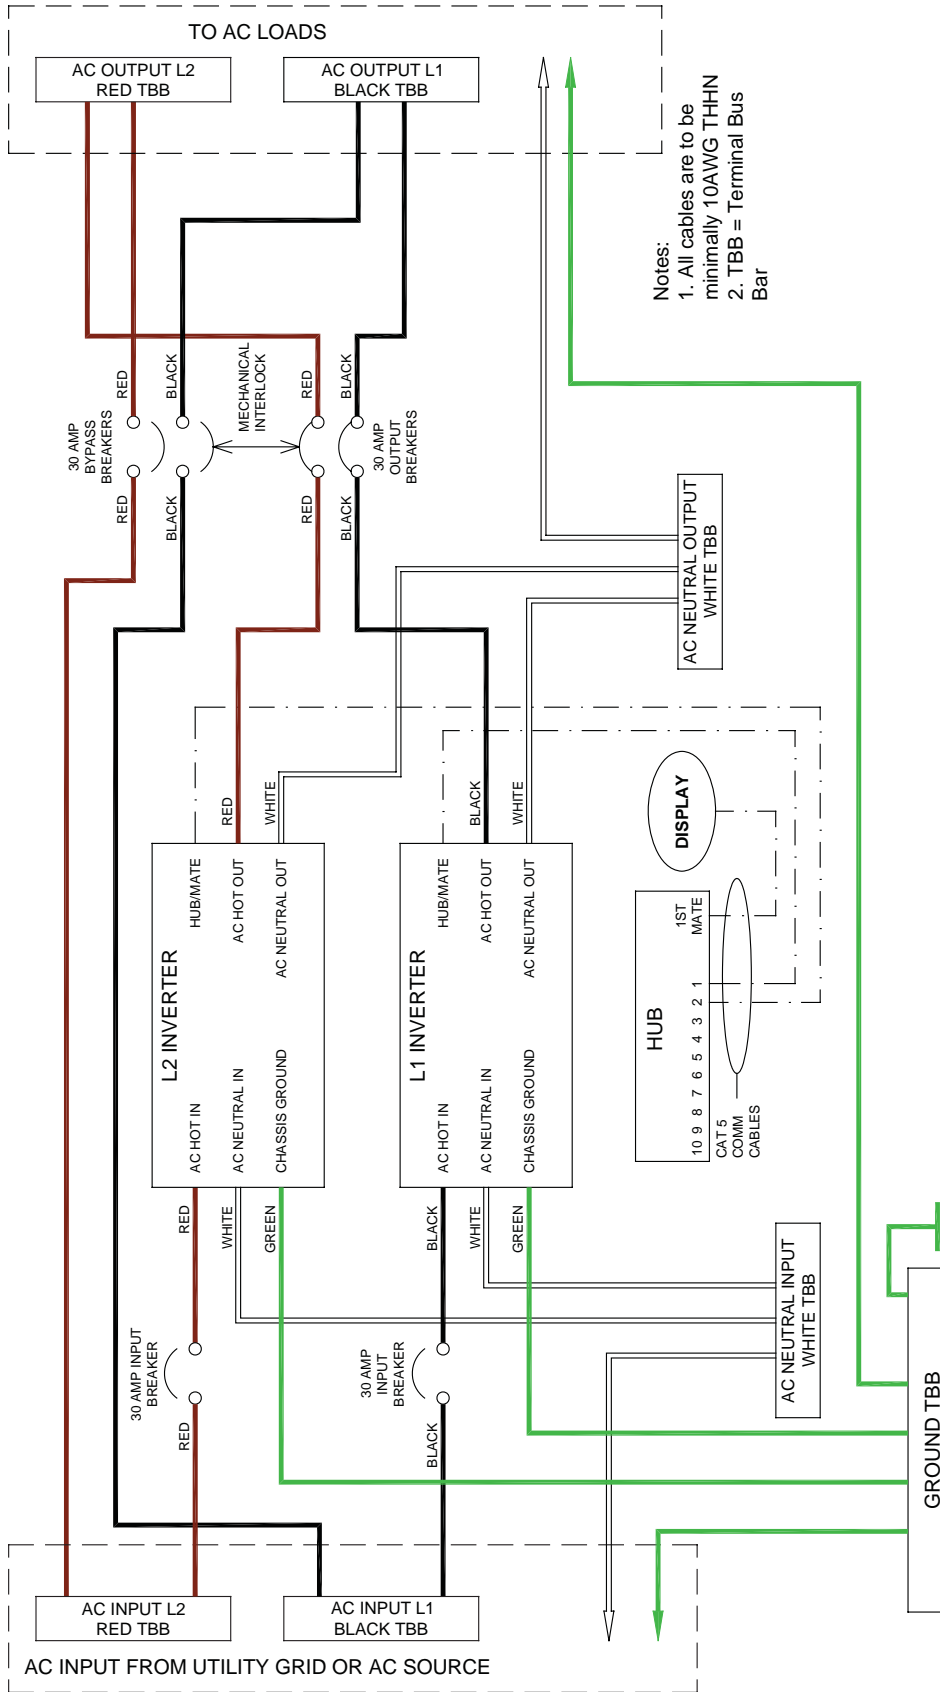 TO AC LOADS
AC OUTPUT L2
RED TBB
AC OUTPUT L1
BLACK TBB
Notes:
1. All cables are to be
minimally 10AWG THHN
2. TBB = Terminal Bus
Bar
RED
BLACK
MECHANICAL
INTERLOCK
RED
BLACK
30 AMP
BYPASS
BREAKERS
30 AMP
OUTPUT
BREAKERS
RED
BLACK
RED
BLACK
AC NEUTRAL OUTPUT
WHITE TBB
RED
WHITE
BLACK
WHITE
L2 INVERTER
HUB/MATE
AC HOT OUT
AC NEUTRAL OUT
AC HOT IN
AC NEUTRAL IN
CHASSIS GROUND
L1 INVERTER
HUB/MATE
AC HOT OUT
AC NEUTRAL OUT
AC HOT IN
AC NEUTRAL IN
CHASSIS GROUND
DISPLAY
HUB
1ST
MATE
10 9 8 7 6 5 4 3 2 1
CAT 5
COMM
CABLES
RED
WHITE
GREEN
BLACK
WHITE
GREEN
AC NEUTRAL INPUT
WHITE TBB
30 AMP INPUT
BREAKER
30 AMP
INPUT
BREAKER
RED
BLACK
GROUND TBB
AC INPUT L2
RED TBB
AC INPUT L1
BLACK TBB
AC INPUT FROM UTILITY GRID OR AC SOURCE